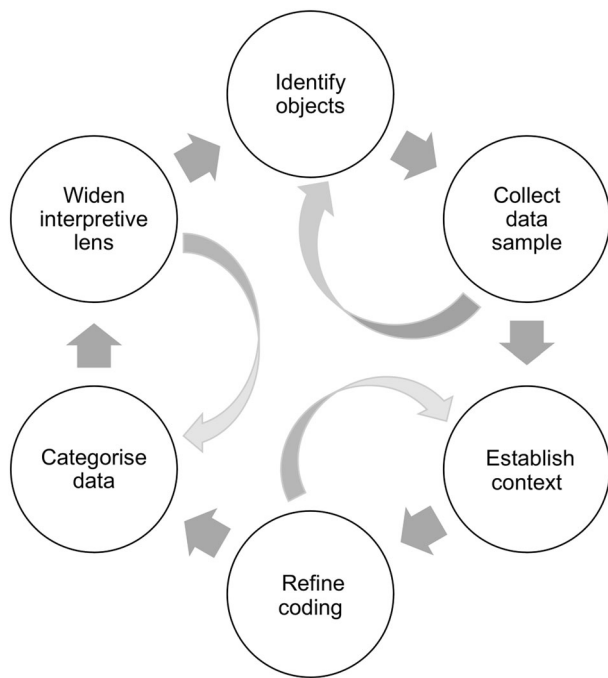 Identify
objects
Collect
data
sample
Establish
context
Refine
coding
Categorise
data
Widen
interpretive
lens